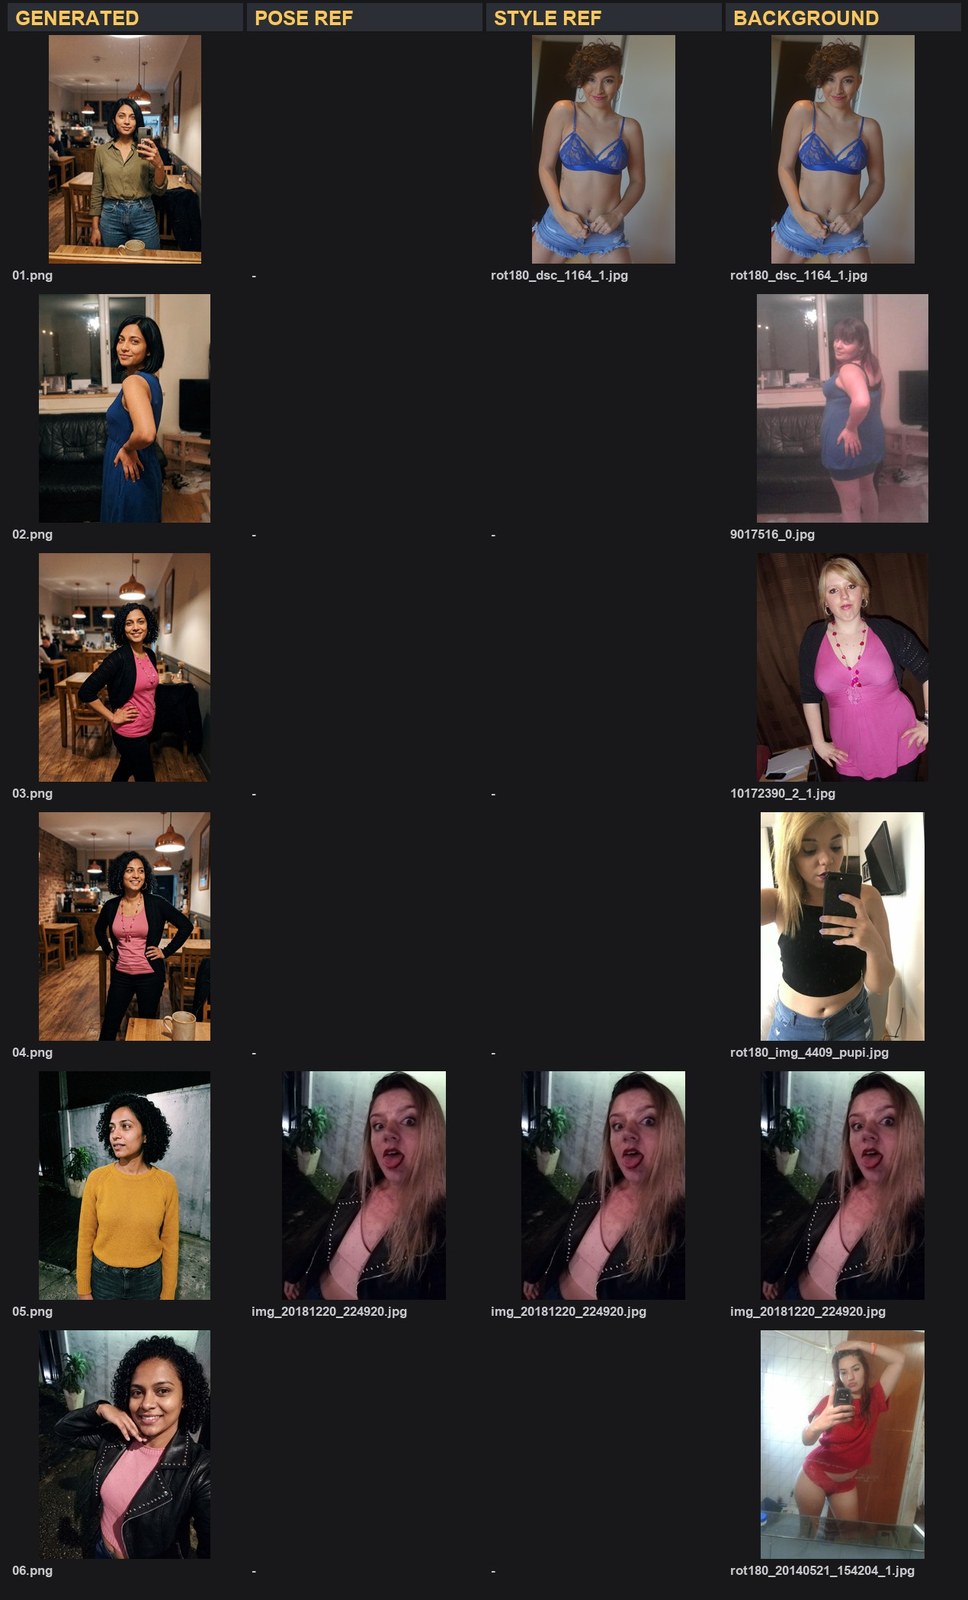 GENERATED POSE REF STYLE REF BACKGROUND
01.png - rot180_dsc_1164_1.jpg rot180_dsc_1164_1.jpg
02.png - - 9017516_0.jpg
03.png - - 10172390_2_1.jpg
04.png - - rot180_img_4409_pupi.jpg
05.png img_20181220_224920.jpg img_20181220_224920.jpg img_20181220_224920.jpg
06.png - - rot180_20140521_154204_1.jpg